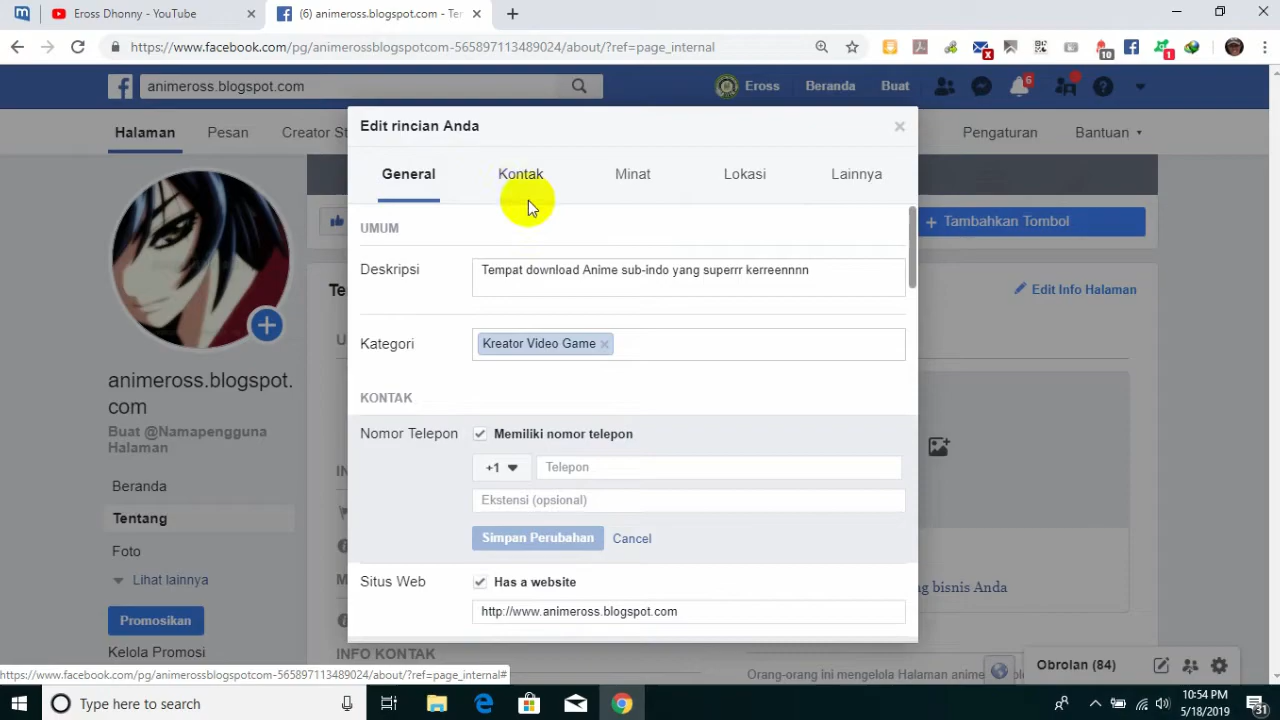 Eross Dhonny - YouTube
(6) animeross.blogspot.com - Ter
https://www.facebook.com/pg/animerossblogspotcom-565897113489024/about/?ref=page_internal
x
10
1
animeross.blogspot.com
Eross
Beranda
Buat
6
Halaman
Pesan
Creator St
Pengaturan
Bantuan
Edit rincian Anda
General
Kontak
Minat
Lokasi
Lainnya
Tambahkan Tombol
UMUM
Deskripsi
Tempat download Anime sub-indo yang superrr kerreennnn
Edit Info Halaman
Kategori
Kreator Video Game
KONTAK
Nomor Telepon
Memiliki nomor telepon
+1
Telepon
Ekstensi (opsional)
Simpan Perubahan
Cancel
Situs Web
Has a website
http://www.animeross.blogspot.com
animeross.blogspot.
com
Buat @Namapengguna
Halaman
Beranda
Tentang
Foto
Lihat lainnya
Promosikan
Kelola Promosi
g bisnis Anda
INFO KONTAK
Orang-orang ini mengelola Halaman anime
Obrolan (84)
https://www.facebook.com/pg/animerossblogspotcom-565897113489024/about/?ref=page_internal#
Type here to search
10:54 PM
5/18/2019
31